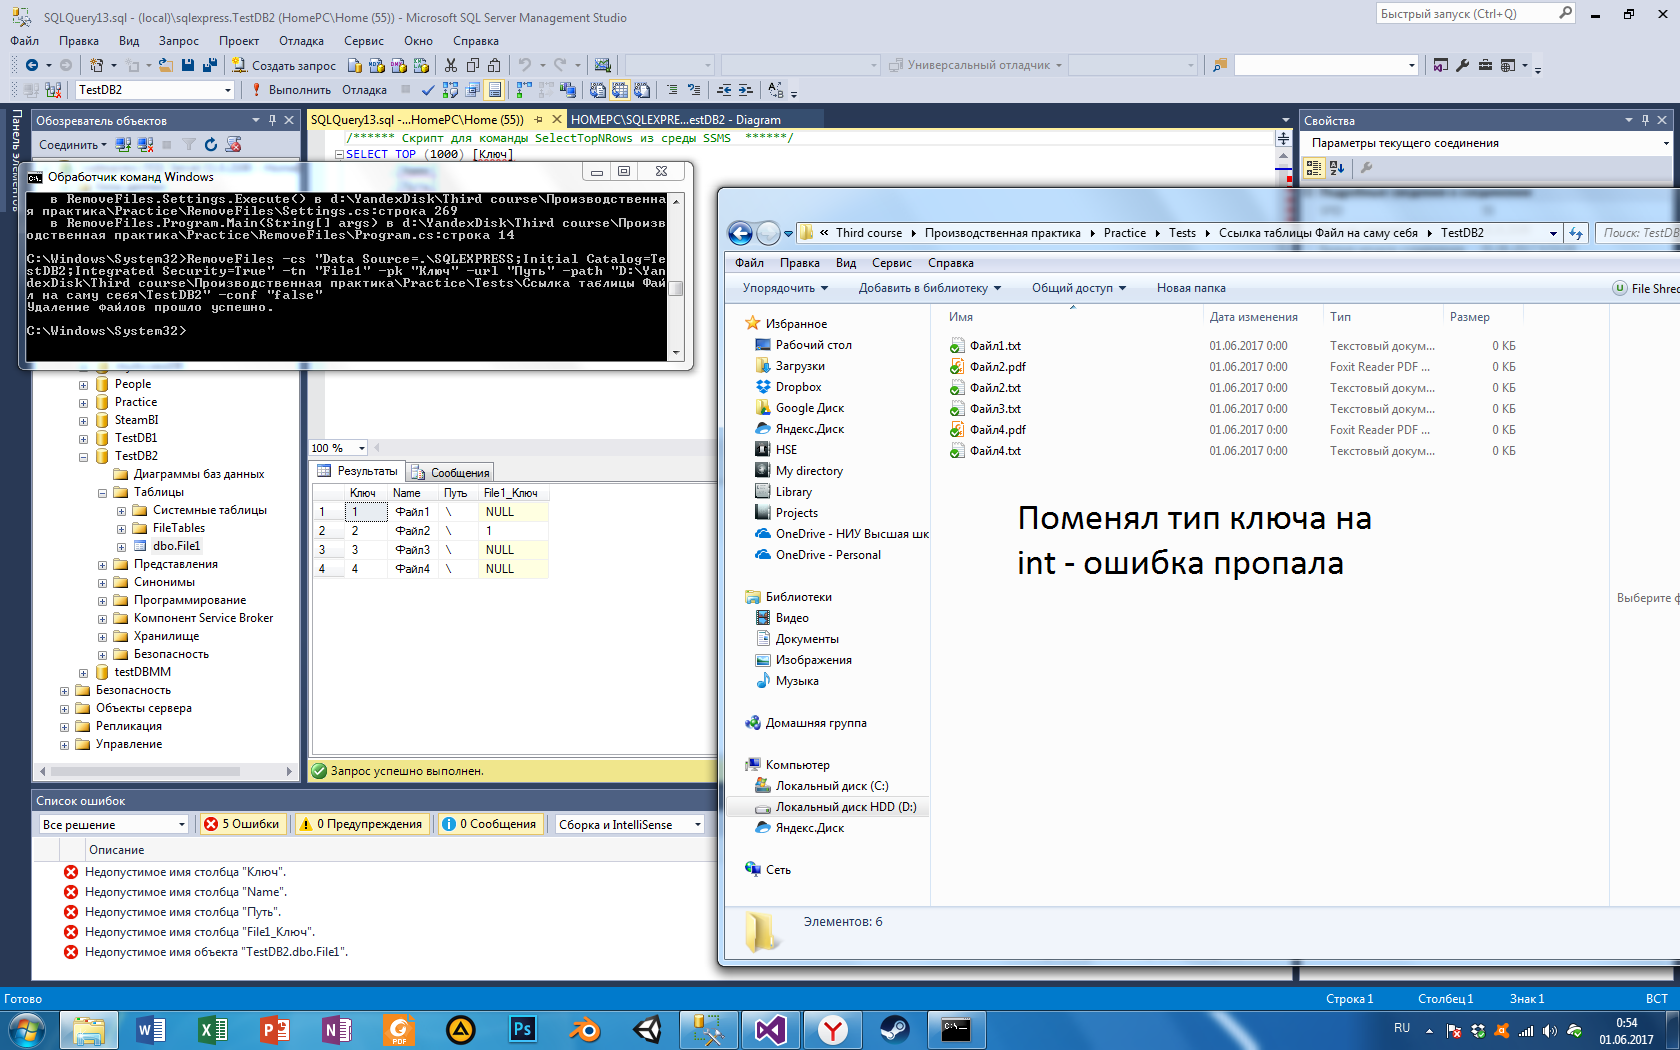 SQLQuery13.sql - (local)\sqlexpress.TestDB2 (HomePC\Home (55)) - Microsoft SQL Server Management Studio
Быстрый запуск (Ctrl+Q)
Файл Правка Вид Запрос Проект Отладка Сервис Окно Справка
Создать запрос
Универсальный отладчик
TestDB2
Выполнить Отладка
Панель элементов
Обозреватель объектов
Соединить
SQLQuery13.sql -...HomePC\Home (55))
HOMEPC\SQLEXPRE...estDB2 - Diagram
/****** Скрипт для команды SelectTopNRows из среды SSMS ******/
SELECT TOP (1000) [Ключ]
Свойства
Параметры текущего соединения
Обработчик команд Windows
в RemoveFiles.Settings.Execute() в d:\YandexDisk\Third course\Производственна
я практика\Practice\RemoveFiles\Settings.cs:строка 269
в RemoveFiles.Program.Main(String[] args) в d:\YandexDisk\Third course\Произв
одственная практика\Practice\RemoveFiles\Program.cs:строка 14
C:\Windows\System32>RemoveFiles -cs "Data Source=.\SQLEXPRESS;Initial Catalog=Te
stDB2;Integrated Security=True" -tn "File1" -pk "Ключ" -url "Путь" -path "D:\Yan
dexDisk\Third course\Производственная практика\Practice\Tests\Ссылка таблицы Фай
л на саму себя\TestDB2" -conf "false"
Удаление файлов прошло успешно.
C:\Windows\System32>
People
Practice
SteamBI
TestDB1
TestDB2
Диаграммы баз данных
Таблицы
Системные таблицы
FileTables
dbo.File1
Представления
Синонимы
Программирование
Компонент Service Broker
Хранилище
Безопасность
testDBMM
Безопасность
Объекты сервера
Репликация
Управление
100 %
Результаты Сообщения
Ключ Name Путь File1_Ключ
1 1 Файл1 \ NULL
2 2 Файл2 \ 1
3 3 Файл3 \ NULL
4 4 Файл4 \ NULL
Запрос успешно выполнен.
Список ошибок
Все решение
5 Ошибки
0 Предупреждения
0 Сообщения
Сборка и IntelliSense
Описание
Недопустимое имя столбца "Ключ".
Недопустимое имя столбца "Name".
Недопустимое имя столбца "Путь".
Недопустимое имя столбца "File1_Ключ".
Недопустимое имя объекта "TestDB2.dbo.File1".
« Third course Производственная практика Practice Tests Ссылка таблицы Файл на саму себя TestDB2
Поиск: TestDB
Файл Правка Вид Сервис Справка
Упорядочить Добавить в библиотеку Общий доступ Новая папка
File Shred
Избранное
Рабочий стол
Загрузки
Dropbox
Google Диск
Яндекс.Диск
HSE
My directory
Library
Projects
OneDrive - НИУ Высшая шк
OneDrive - Personal
Библиотеки
Видео
Документы
Изображения
Музыка
Домашняя группа
Компьютер
Локальный диск (C:)
Локальный диск HDD (D:)
Яндекс.Диск
Сеть
Имя Дата изменения Тип Размер
Файл1.txt 01.06.2017 0:00 Текстовый докум... 0 КБ
Файл2.pdf 01.06.2017 0:00 Foxit Reader PDF ... 0 КБ
Файл2.txt 01.06.2017 0:00 Текстовый докум... 0 КБ
Файл3.txt 01.06.2017 0:00 Текстовый докум... 0 КБ
Файл4.pdf 01.06.2017 0:00 Foxit Reader PDF ... 0 КБ
Файл4.txt 01.06.2017 0:00 Текстовый докум... 0 КБ
Поменял тип ключа на
int - ошибка пропала
Выберите ф
Элементов: 6
Готово
Строка 1 Столбец 1 Знак 1 ВСТ
RU
0:54
01.06.2017